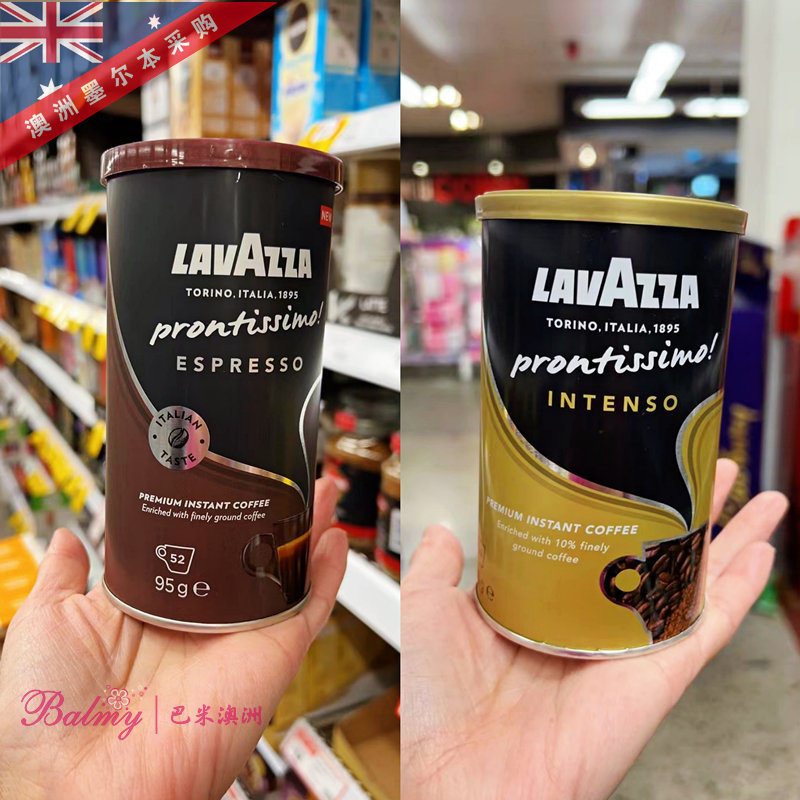 澳洲墨尔本采购
NEW
LAVAZZA
TORINO, ITALIA, 1895
prontissimo!
ESPRESSO
ITALIAN
TASTE
PREMIUM INSTANT COFFEE
Enriched with finely ground coffee
52
95g e
LAVAZZA
TORINO, ITALIA, 1895
prontissimo!
INTENSO
PREMIUM INSTANT COFFEE
Enriched with 10% finely
ground coffee
Balmy | 巴米澳洲